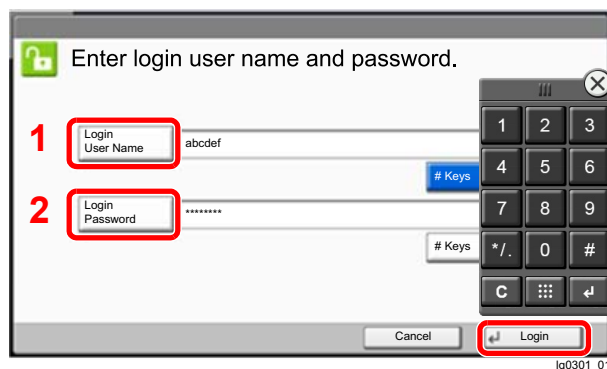 Enter login user name and password.
1
Login
User Name
abcdef
# Keys
2
Login
Password
********
# Keys
1 2 3
4 5 6
7 8 9
*/. 0 #
C
Cancel
Login
lg0301_01